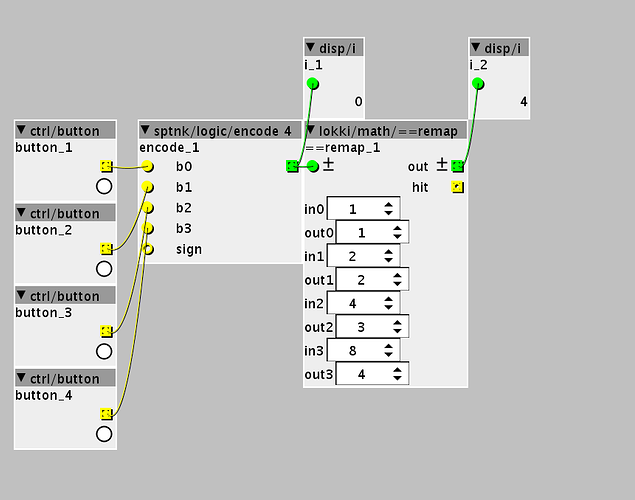 ▼ disp/i
i_1
0
▼ disp/i
i_2
4
▼ ctrl/button
button_1
▼ ctrl/button
button_2
▼ ctrl/button
button_3
▼ ctrl/button
button_4
▼ sptnk/logic/encode 4
encode_1
b0
b1
b2
b3
sign
▼ lokki/math/==remap
==remap_1
± out ±
hit
in0 1
out0 1
in1 2
out1 2
in2 4
out2 3
in3 8
out3 4